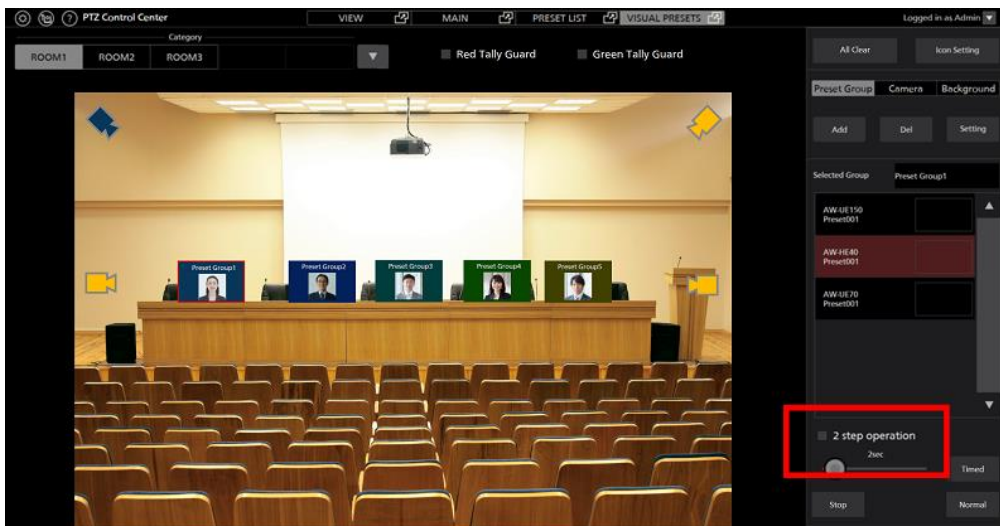 ? PTZ Control Center
VIEW
MAIN
PRESET LIST
VISUAL PRESETS
Logged in as Admin
Category
ROOM1
ROOM2
ROOM3
Red Tally Guard
Green Tally Guard
All Clear
Icon Setting
Preset Group
Camera
Background
Add
Del
Setting
Selected Group
Preset Group1
AW-UE150
Preset001
AW-HE40
Preset001
AW-UE70
Preset001
Preset Group1
Preset Group2
Preset Group3
Preset Group4
Preset Group5
2 step operation
2sec
Timed
Stop
Normal